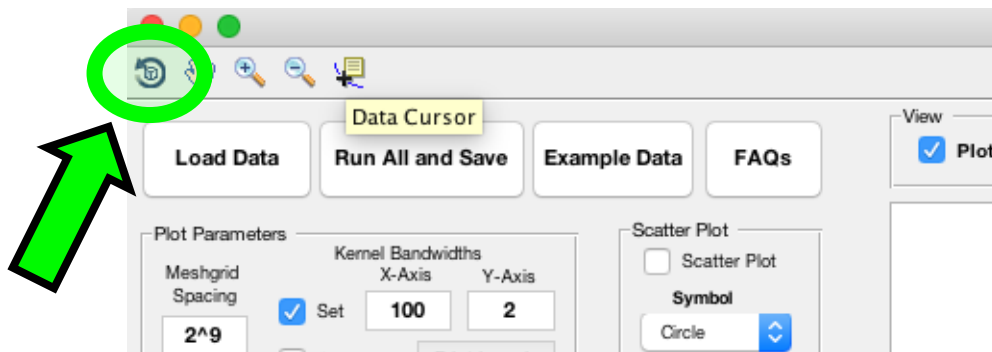 Data Cursor
View
Load Data
Run All and Save
Example Data
FAQs
Plot
Plot Parameters
Kernel Bandwidths
Meshgrid
Spacing
X-Axis
Y-Axis
Set
100
2
2^9
Scatter Plot
Scatter Plot
Symbol
Circle